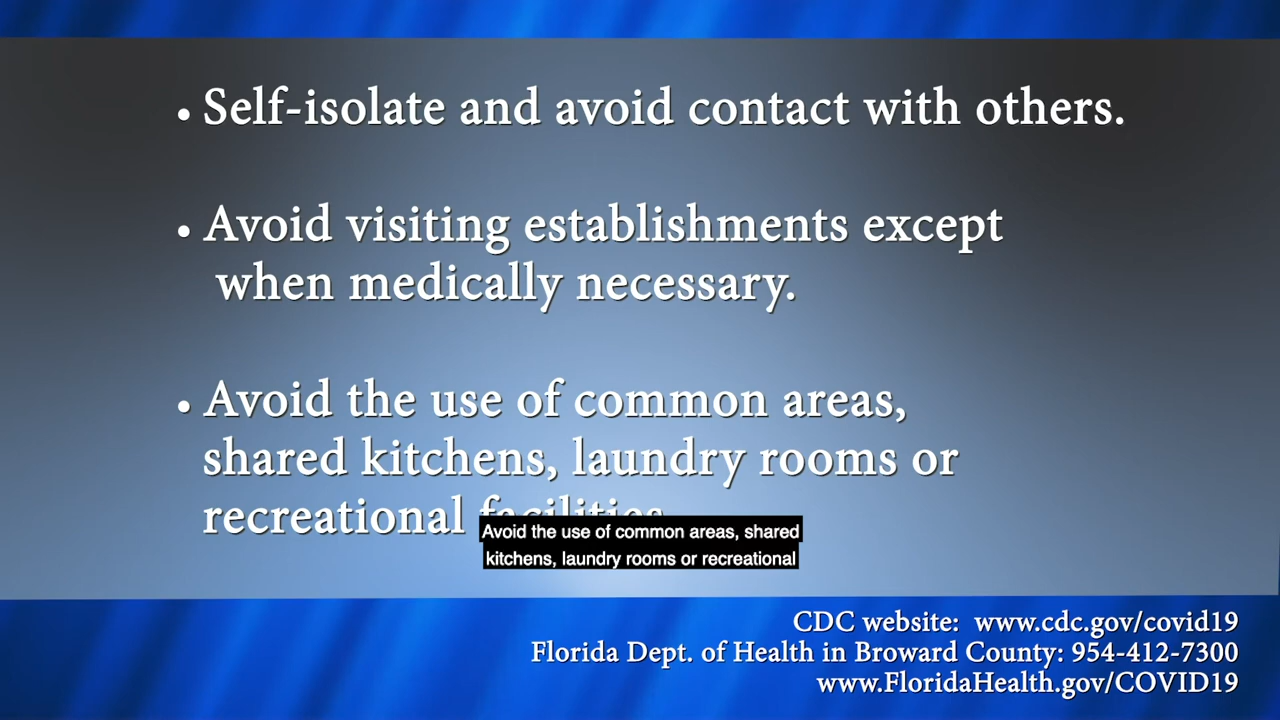 • Self-isolate and avoid contact with others.
• Avoid visiting establishments except
when medically necessary.
• Avoid the use of common areas,
shared kitchens, laundry rooms or
recreational facilities.
Avoid the use of common areas, shared
kitchens, laundry rooms or recreational
CDC website: www.cdc.gov/covid19
Florida Dept. of Health in Broward County: 954-412-7300
www.FloridaHealth.gov/COVID19